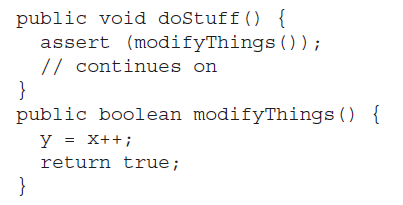 public void doStuff() {
  assert (modifyThings());
  // continues on
}
public boolean modifyThings() {
  y = x++;
  return true;
}